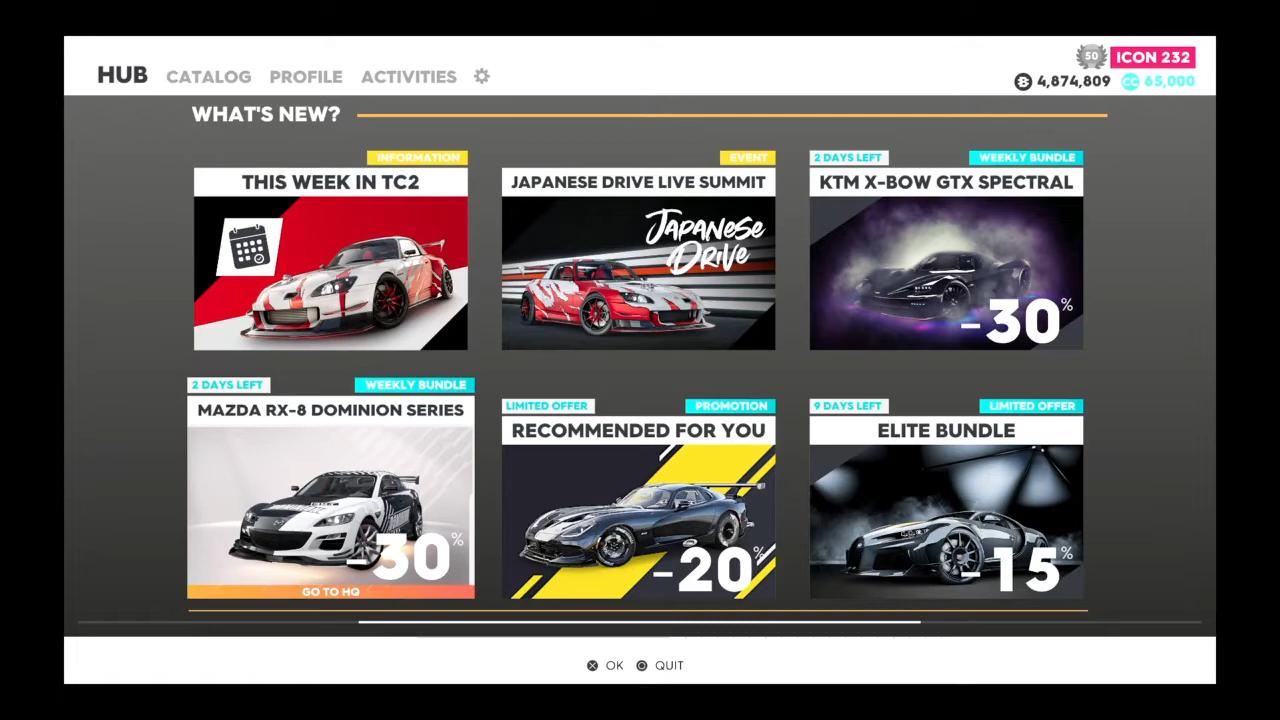 HUB CATALOG PROFILE ACTIVITIES
50 ICON 232
4,874,809 CC 65,000
WHAT'S NEW?
INFORMATION
THIS WEEK IN TC2
EVENT
JAPANESE DRIVE LIVE SUMMIT
JAPANESE
DRIVE
2 DAYS LEFT WEEKLY BUNDLE
KTM X-BOW GTX SPECTRAL
-30%
2 DAYS LEFT WEEKLY BUNDLE
MAZDA RX-8 DOMINION SERIES
-30%
GO TO HQ
LIMITED OFFER PROMOTION
RECOMMENDED FOR YOU
-20%
9 DAYS LEFT LIMITED OFFER
ELITE BUNDLE
-15%
OK QUIT